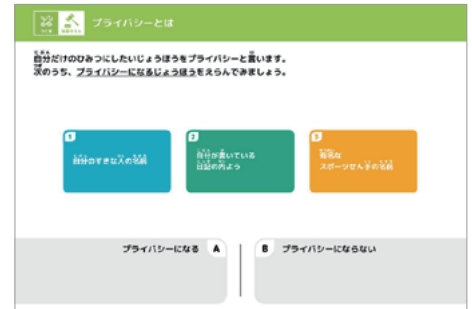 プライバシーとは
自分だけのひみつにしたいじょうほうをプライバシーと言います。
次のうち、プライバシーになるじょうほうをえらんでみましょう。
1
自分のすきな人の名前
2
自分が書いている
日記の内よう
3
有名な
スポーツせん手の名前
プライバシーになる A
B プライバシーにならない